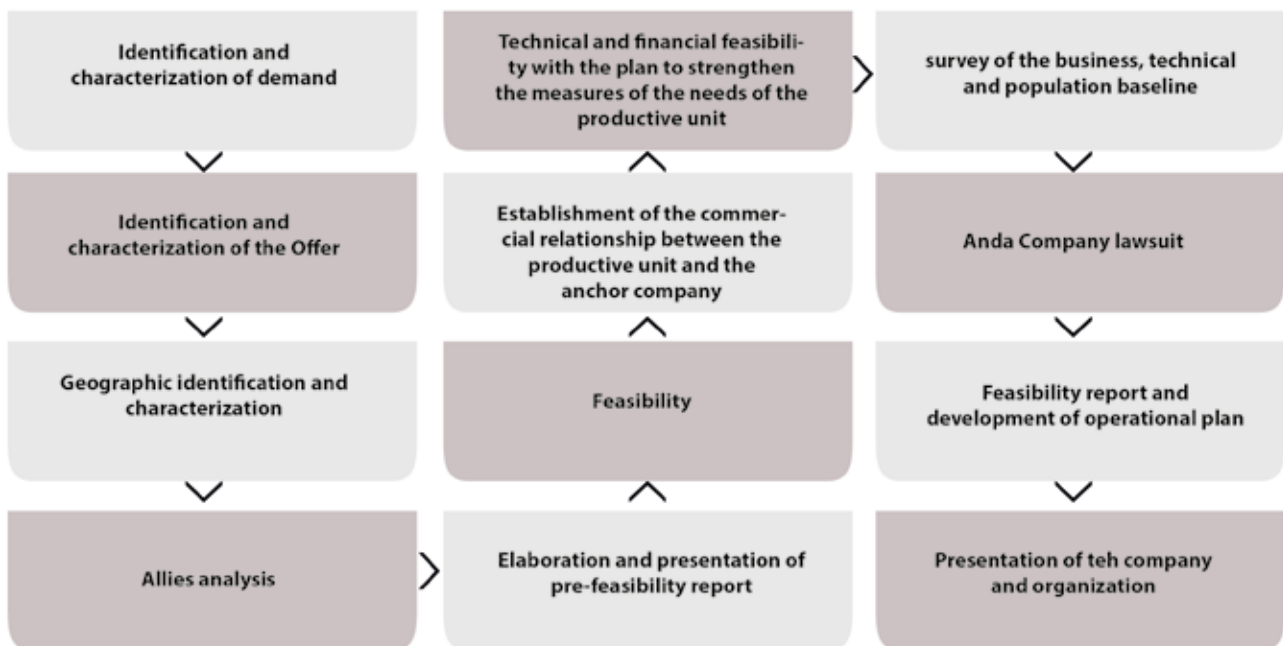 Identification and
characterization of demand
Identification and
characterization of the Offer
Geographic identification and
characterization
Allies analysis
Elaboration and presentation of
pre-feasibility report
Feasibility
Establishment of the commer-
cial relationship between the
productive unit and the
anchor company
Technical and financial feasibili-
ty with the plan to strengthen
the measures of the needs of the
productive unit
survey of the business, technical
and population baseline
Anda Company lawsuit
Feasibility report and
development of operational plan
Presentation of teh company
and organization